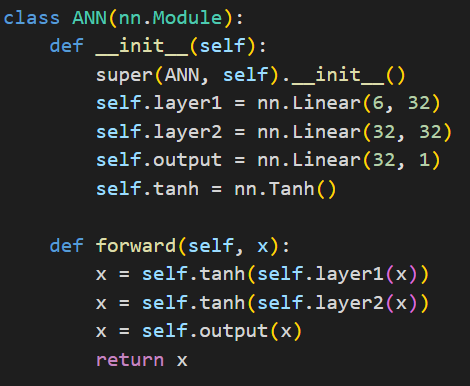 class ANN(nn.Module):
    def __init__(self):
        super(ANN, self).__init__()
        self.layer1 = nn.Linear(6, 32)
        self.layer2 = nn.Linear(32, 32)
        self.output = nn.Linear(32, 1)
        self.tanh = nn.Tanh()

    def forward(self, x):
        x = self.tanh(self.layer1(x))
        x = self.tanh(self.layer2(x))
        x = self.output(x)
        return x